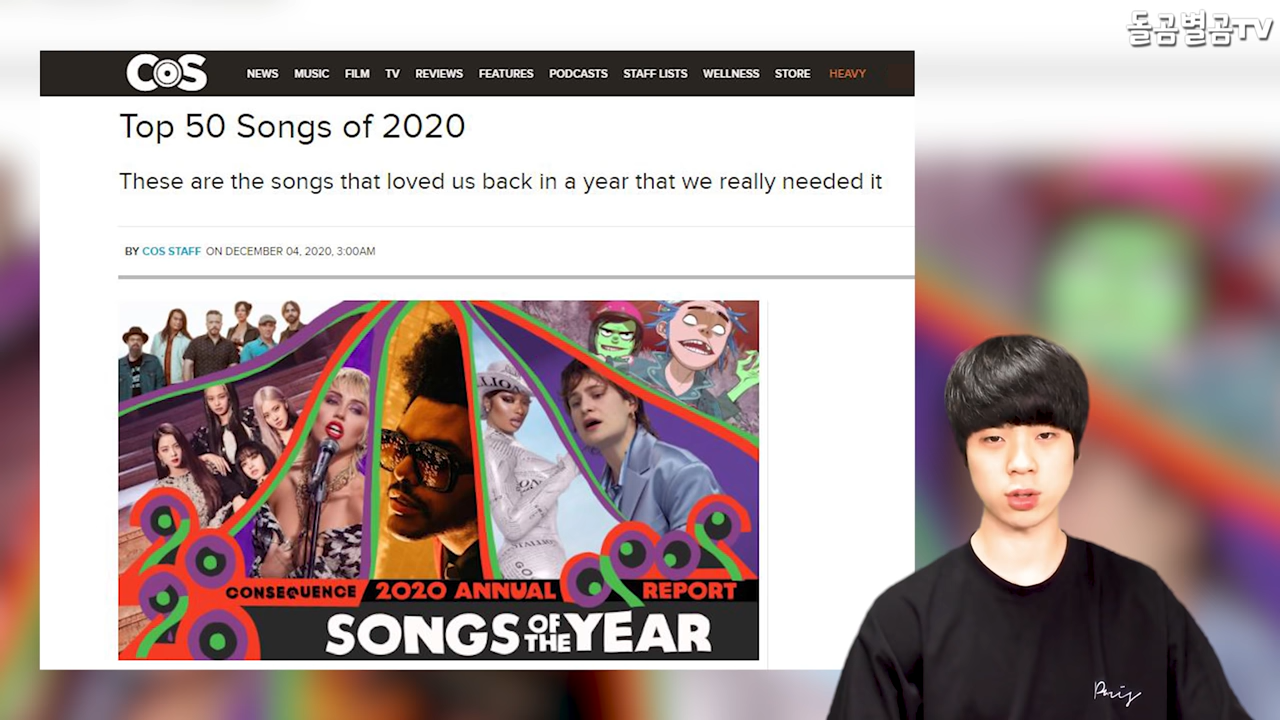 돌곰별곰TV
COS
NEWS MUSIC FILM TV REVIEWS FEATURES PODCASTS STAFF LISTS WELLNESS STORE HEAVY
Top 50 Songs of 2020
These are the songs that loved us back in a year that we really needed it
BY COS STAFF ON DECEMBER 04, 2020, 3:00AM
CONSEQUENCE 2020 ANNUAL REPORT
SONGS OF THE YEAR
Paris